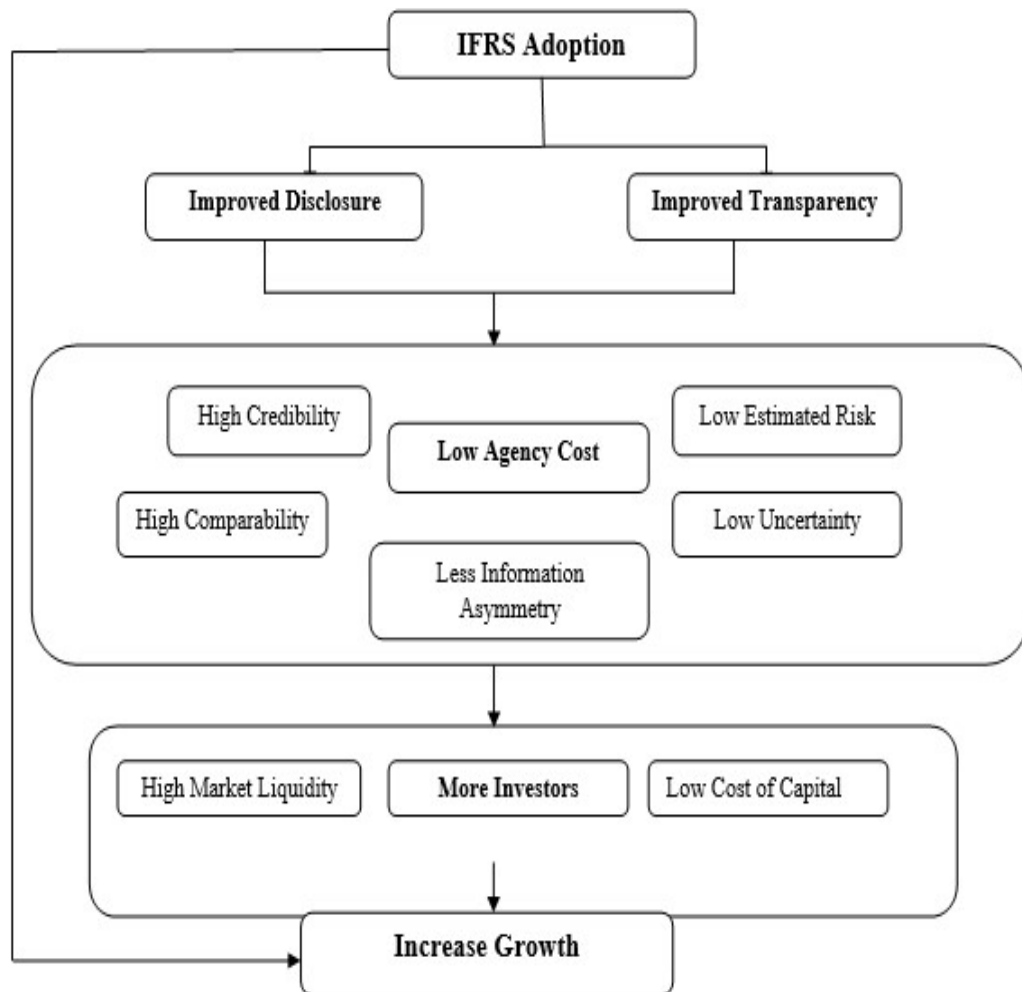 IFRS Adoption
Improved Disclosure
Improved Transparency
High Credibility
Low Agency Cost
Low Estimated Risk
High Comparability
Low Uncertainty
Less Information
Asymmetry
High Market Liquidity
More Investors
Low Cost of Capital
Increase Growth